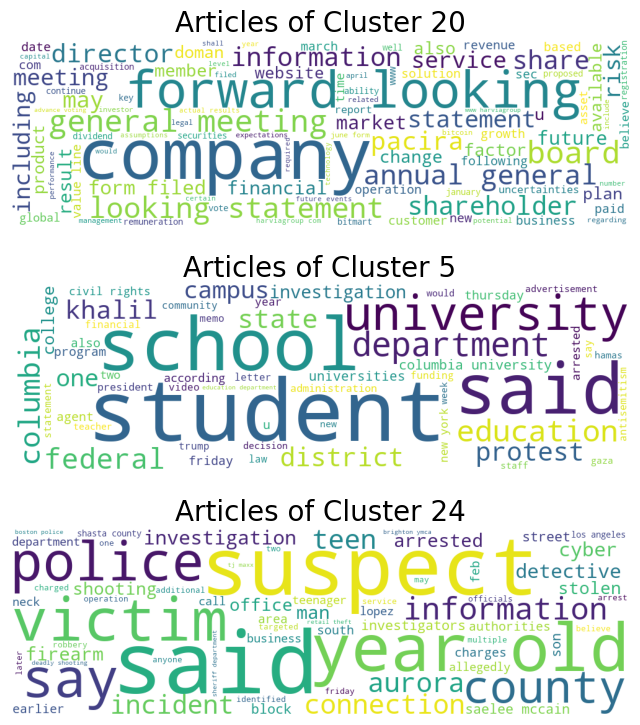 Articles of Cluster 20
date capital shall year march well revenue based
director doman information service share risk
com acquisition member also sec proposed
meeting continue website time www solution available
level filed april ability related
may forward looking
advance voting investor key actual results report www harviagroup asset include believe registration
general meeting market statement u
including product assumptions legal expectations june form bitcoin growth future
dividend securities pacira factor board
result would company required technology change following
value line performance annual general
form filed financial operation january uncertainties plan
certain future events number
looking statement shareholder
global vote harviagroup com customer new potential paid
management remuneration bitmart business regarding
Articles of Cluster 5
civil rights campus investigation would thursday advertisement
college khalil community year state university
memo financial
school department arrested say hamas
columbia also program two columbia university
one according letter universities funding
president video education department administration week said
statement agent student antisemitism
teacher u new new york education
trump decision
federal friday law district protest gaza
staff
Articles of Cluster 24
boston police shasta county investigation teen brighton ymca street los angeles
department one two arrested cyber
police suspect feb detective
charged shooting additional tj maxx may officials arrest
operation call teenager service stolen
neck victim office man lopez information
area targeted retail theft investigators authorities believe
firearm business south multiple
robbery said year old charges son
later say anyone sheriff department aurora allegedly county
deadly shooting identified friday
earlier incident block connection saelee mccain